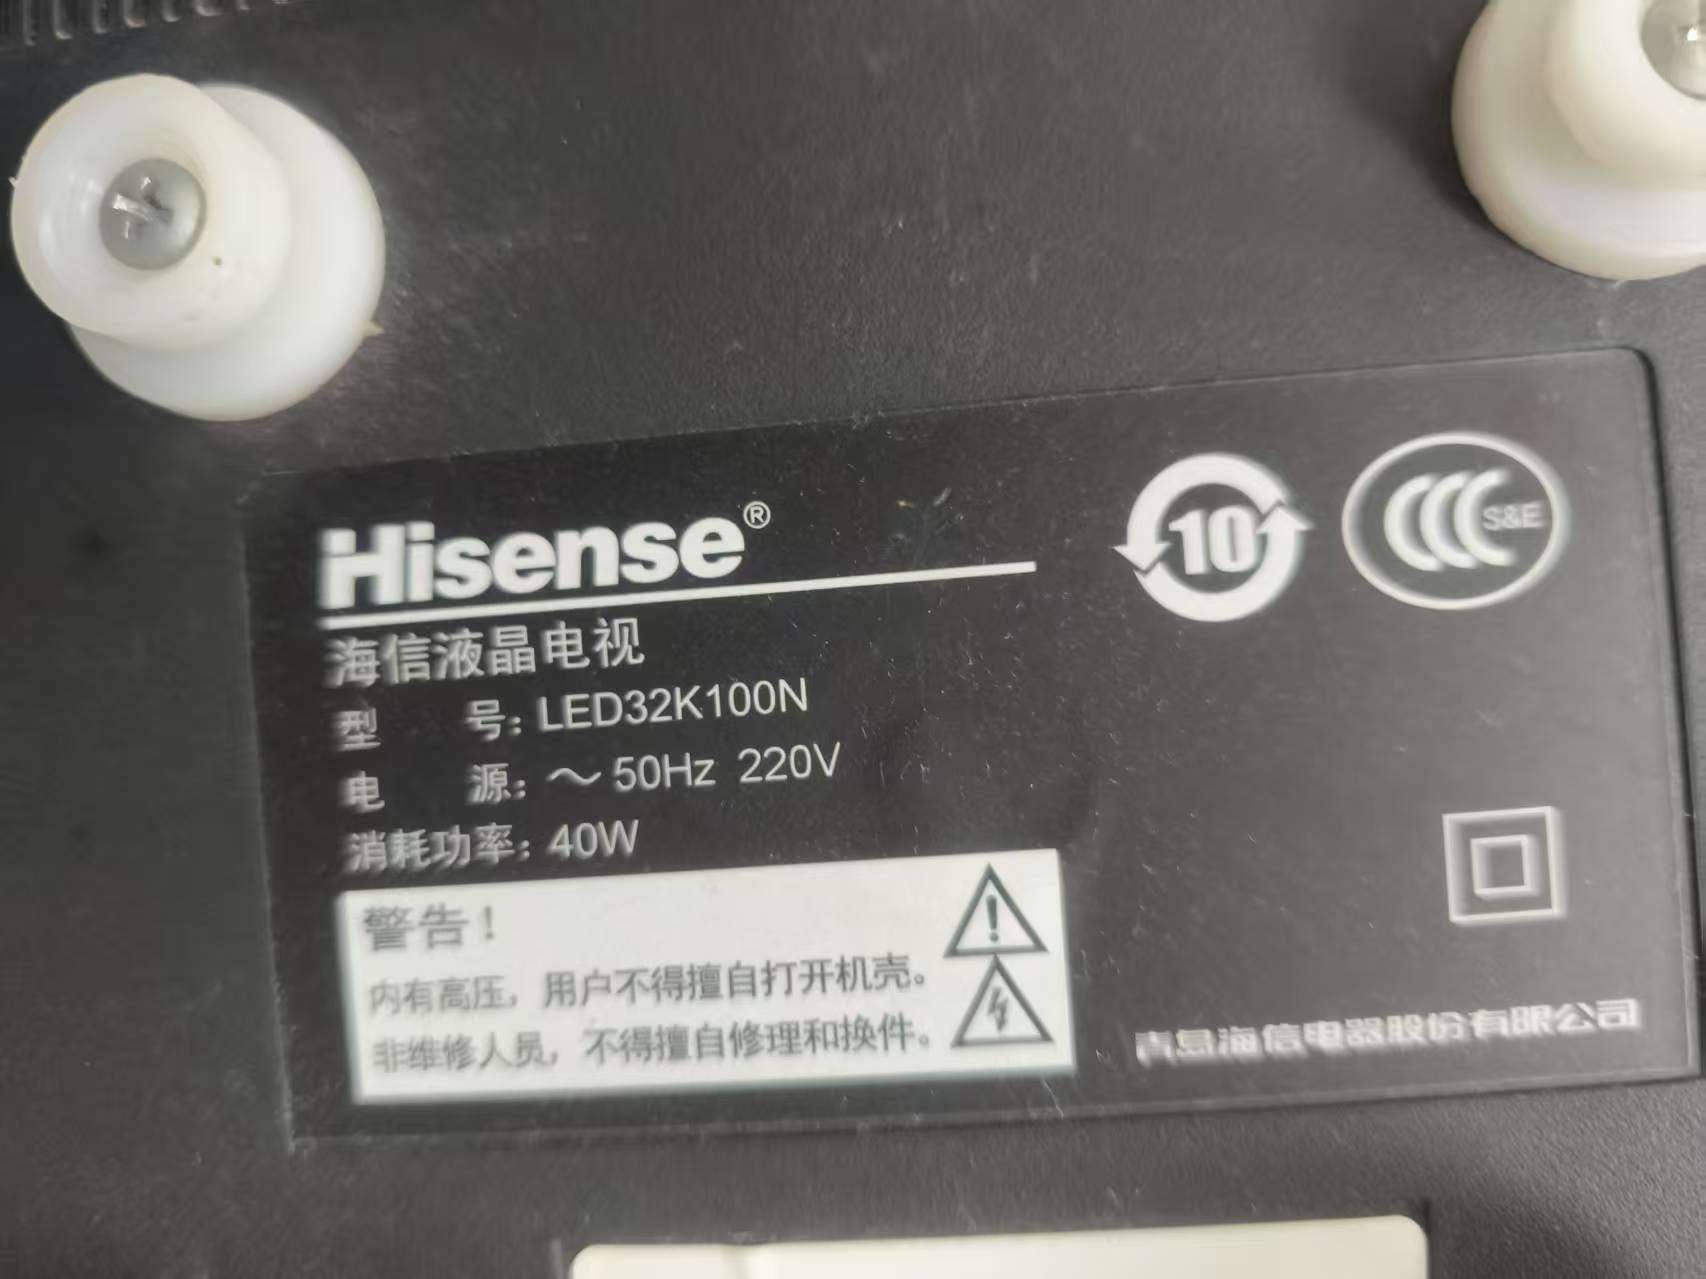 Hisense®
海信液晶电视
型 号: LED32K100N
电 源: ~50Hz 220V
消耗功率: 40W
10
CCC S&E
警告!
内有高压，用户不得擅自打开机壳。
非维修人员，不得擅自修理和换件。
青岛海信电器股份有限公司